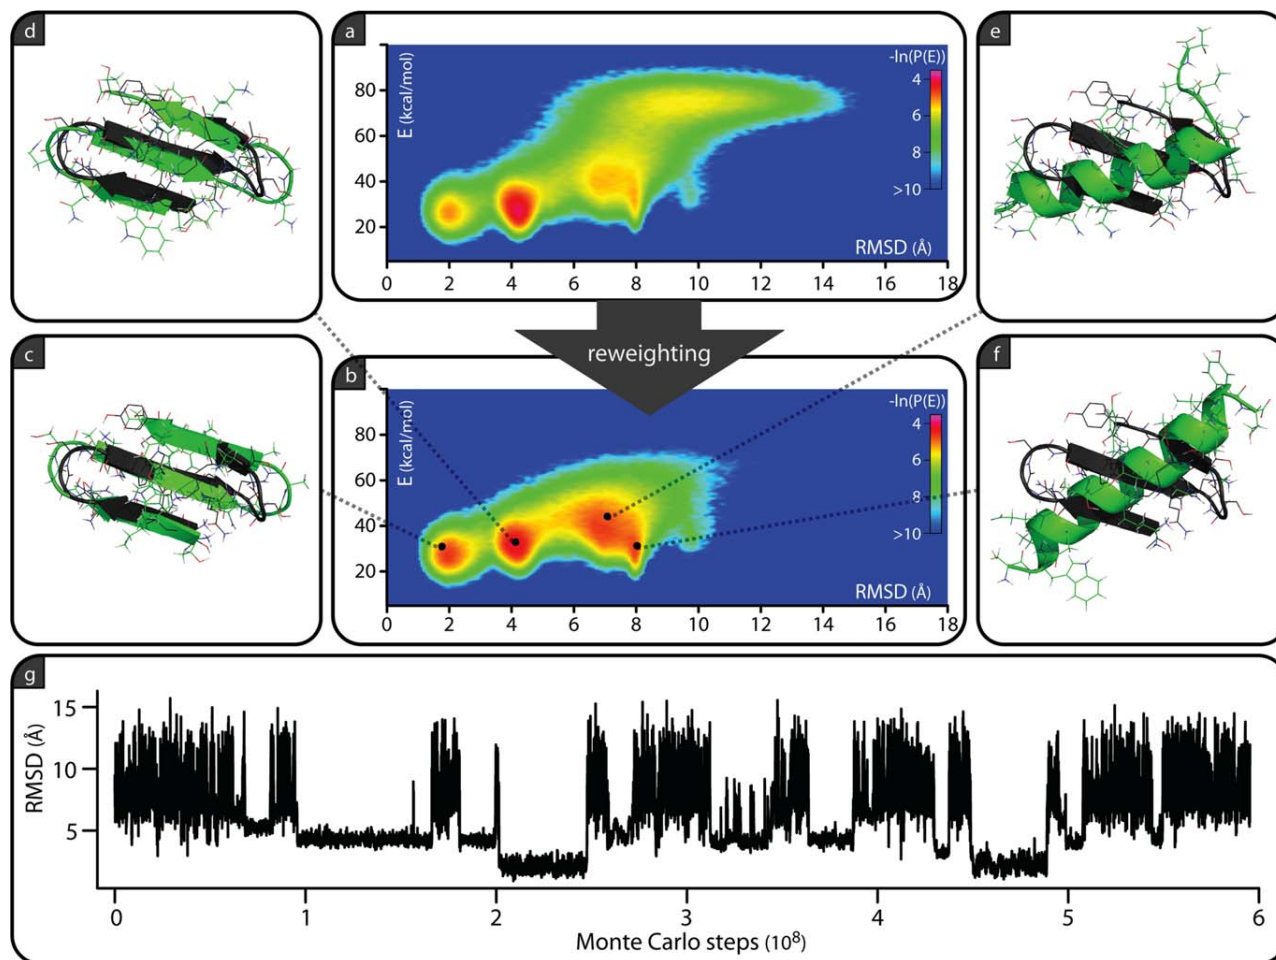 d
a
e
E (kcal/mol)
-ln(P(E))
80
60
40
20
4
6
8
>10
RMSD (Å)
0 2 4 6 8 10 12 14 16 18
reweighting
c
b
f
E (kcal/mol)
-ln(P(E))
80
60
40
20
4
6
8
>10
RMSD (Å)
0 2 4 6 8 10 12 14 16 18
g
RMSD (Å)
15
10
5
0 1 2 3 4 5 6
Monte Carlo steps (10⁸)